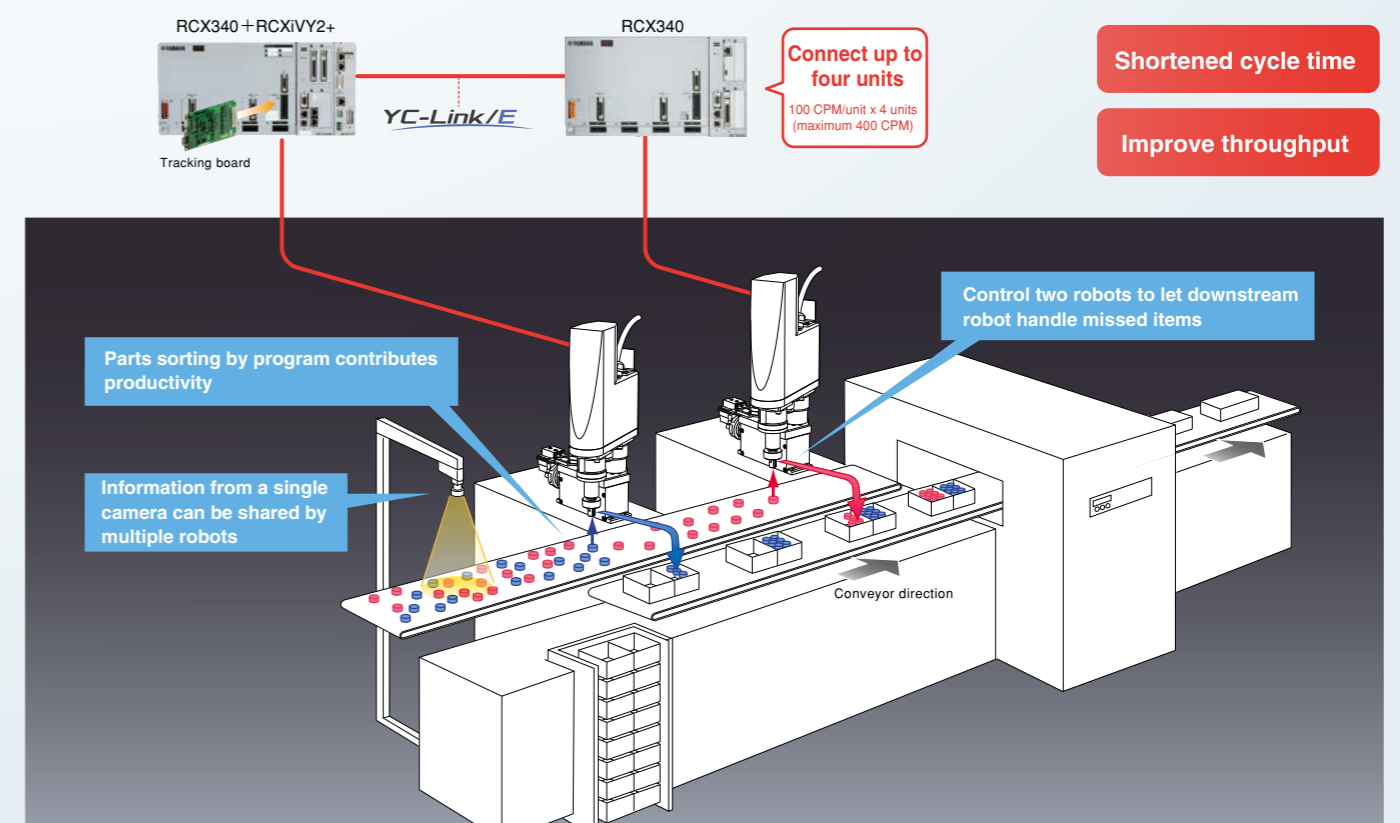 RCX340+RCXiVY2+
RCX340
YAMAHA
YAMAHA
Tracking board
YC-Link/E
Connect up to
four units
100 CPM/unit x 4 units
(maximum 400 CPM)
Shortened cycle time
Improve throughput
Control two robots to let downstream
robot handle missed items
Parts sorting by program contributes
productivity
Information from a single
camera can be shared by
multiple robots
Conveyor direction